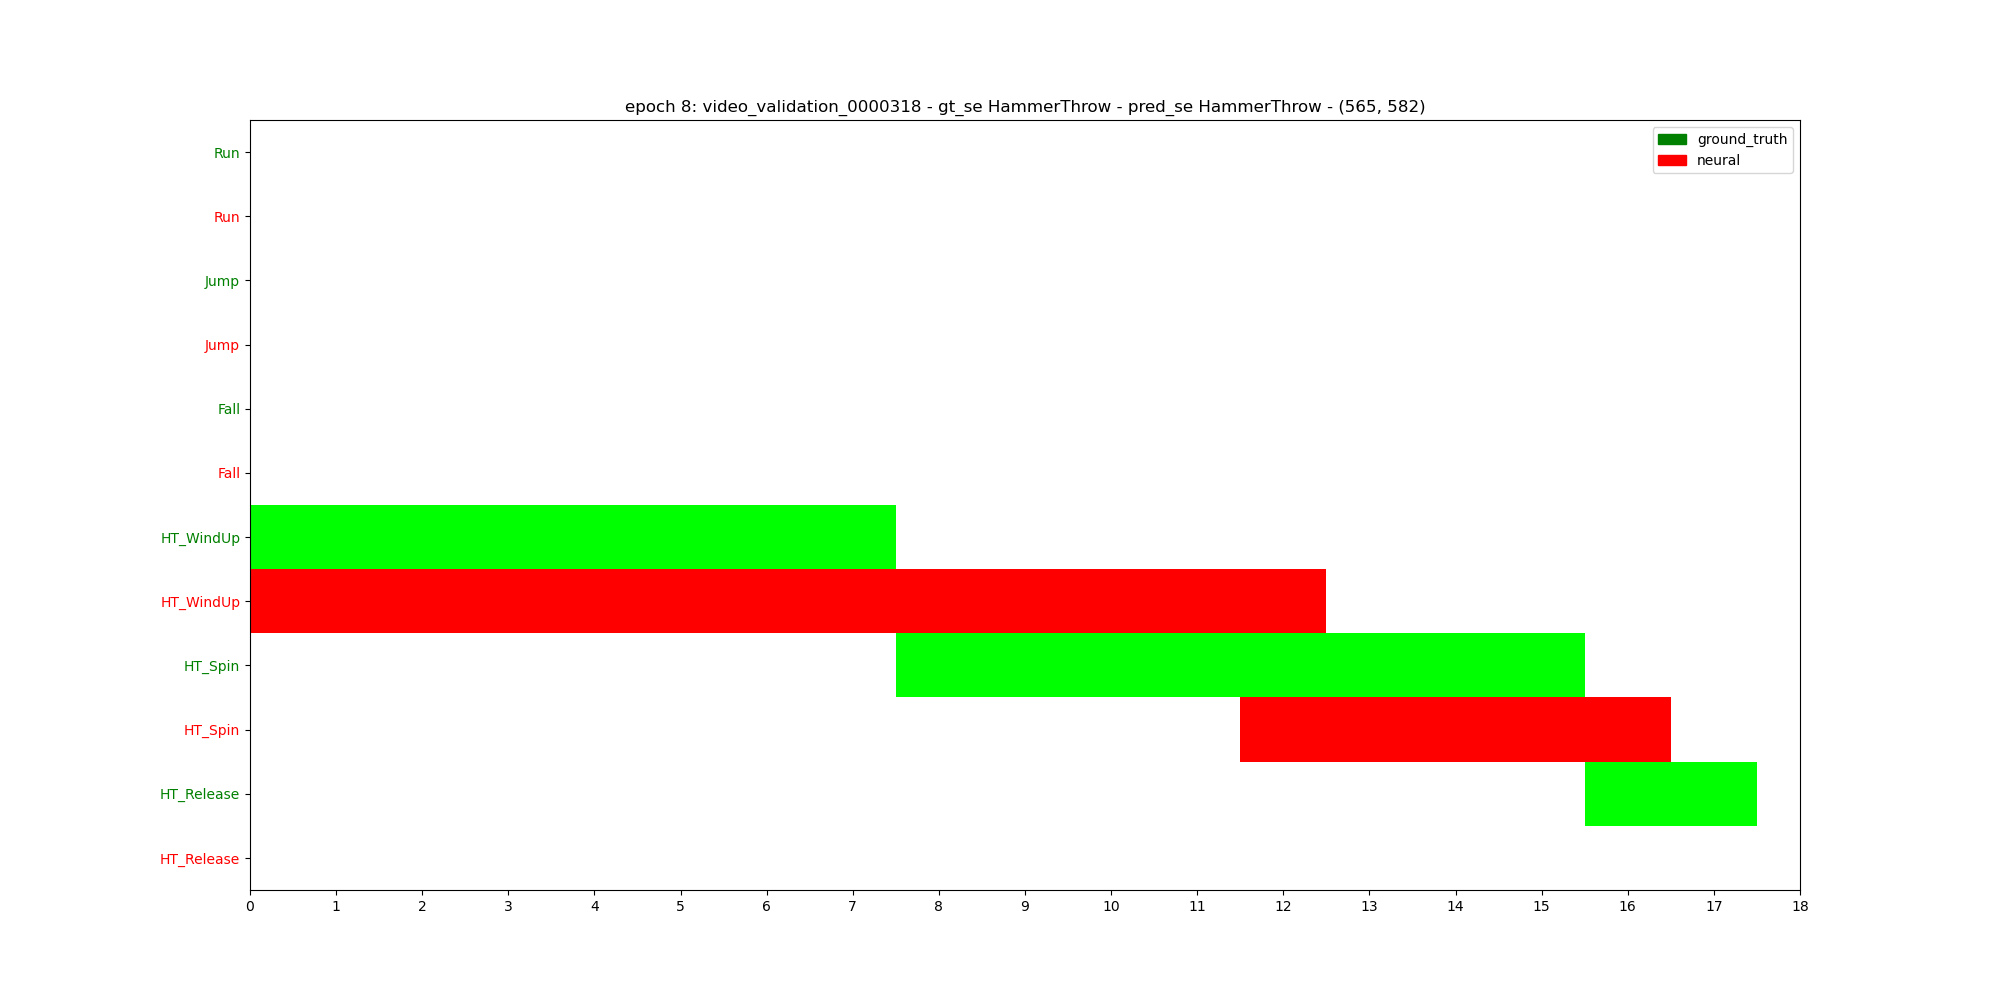 epoch 8: video_validation_0000318 - gt_se HammerThrow - pred_se HammerThrow - (565, 582)
ground_truth
neural
Run
Run
Jump
Jump
Fall
Fall
HT_WindUp
HT_WindUp
HT_Spin
HT_Spin
HT_Release
HT_Release
0 1 2 3 4 5 6 7 8 9 10 11 12 13 14 15 16 17 18